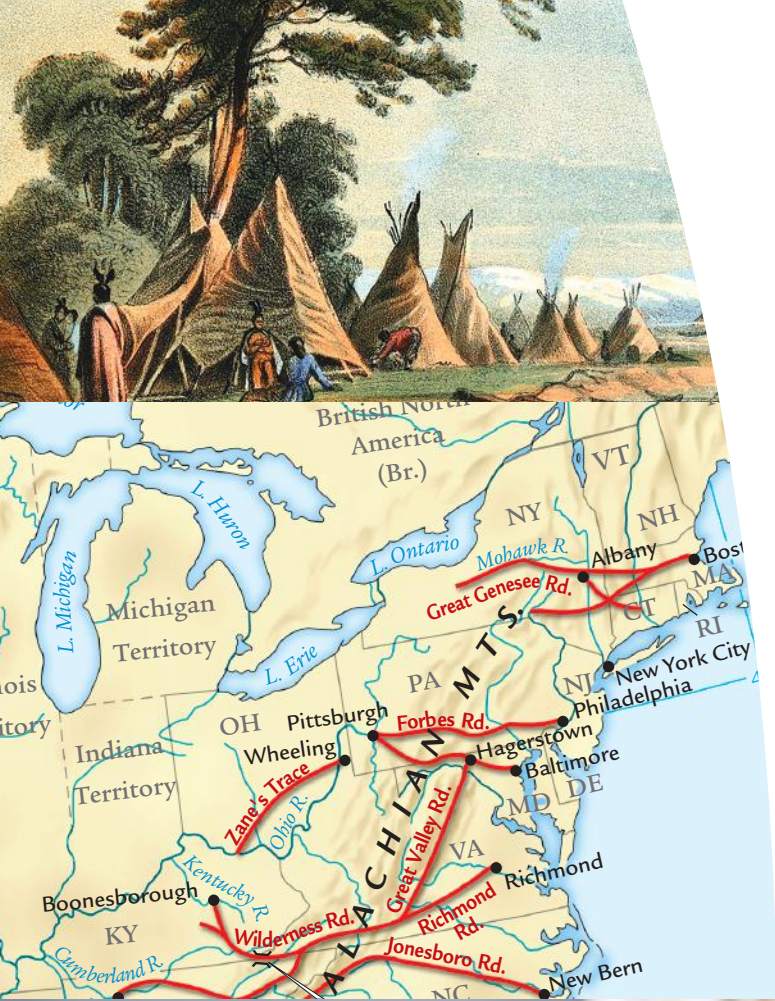 British North
America
(Br.)
VT
NY
NH
L. Huron
L. Ontario
Mohawk R.
Albany
MA
Great Genesee Rd.
CT
RI
L. Michigan
Michigan
Territory
L. Erie
New York City
PA
NJ
Philadelphia
OH
Pittsburgh
Forbes Rd.
Hagerstown
Wheeling
Baltimore
Indiana
Territory
Zane's Trace
Ohio R.
MD
DE
MTS.
Great Valley Rd.
VA
Richmond
Kentucky R.
Boonesborough
KY
Wilderness Rd.
Richmond
Rd.
Jonesboro Rd.
Cumberland R.
New Bern
NC